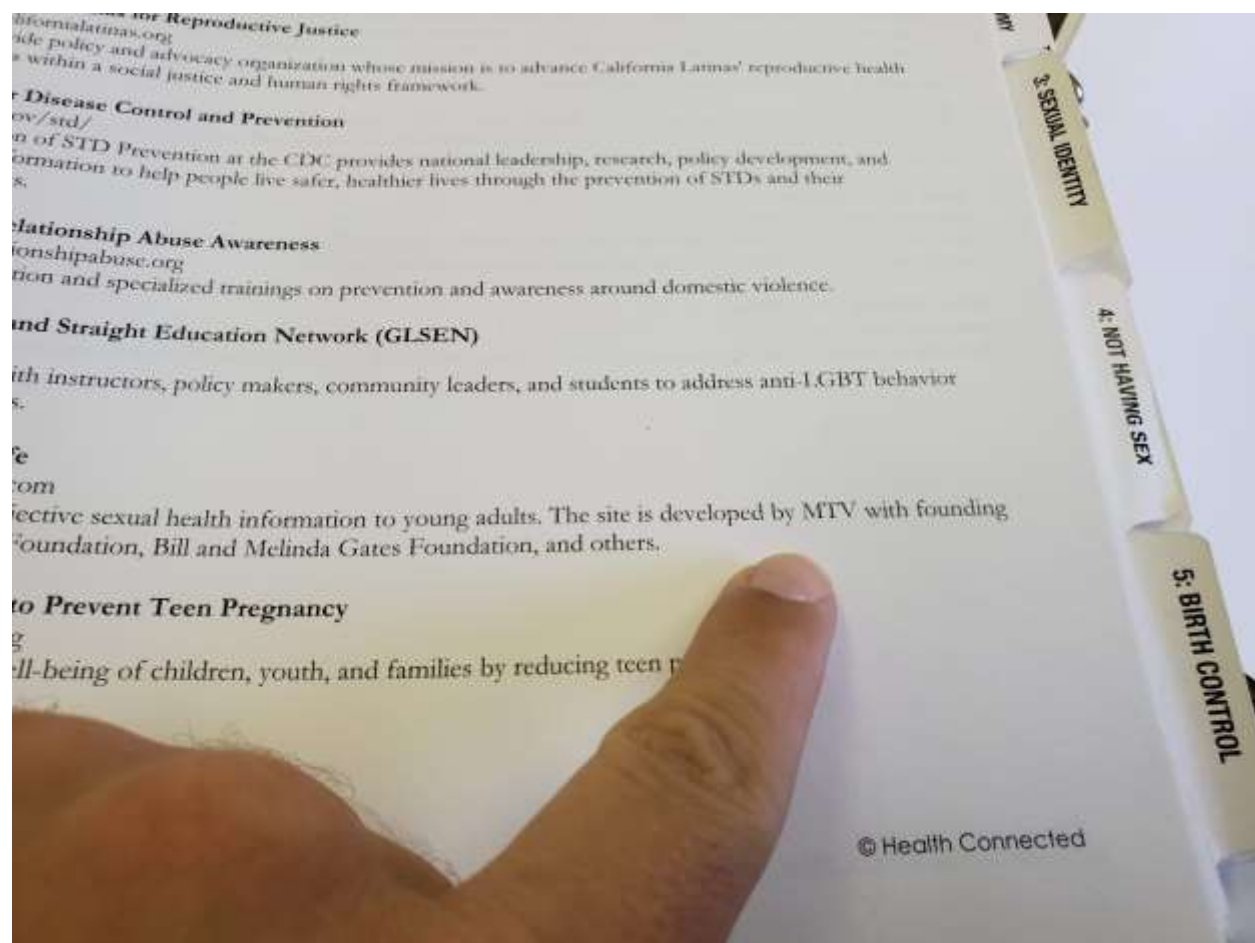 for Reproductive Justice
californialatinas.org
policy and advocacy organization whose mission is to advance California Latinas' reproductive health
within a social justice and human rights framework.
Disease Control and Prevention
ov/std/
n of STD Prevention at the CDC provides national leadership, research, policy development, and
ormation to help people live safer, healthier lives through the prevention of STDs and their
s.
elationship Abuse Awareness
ionshipabuse.org
tion and specialized trainings on prevention and awareness around domestic violence.
and Straight Education Network (GLSEN)
ith instructors, policy makers, community leaders, and students to address anti-LGBT behavior
s.
fe
com
jective sexual health information to young adults. The site is developed by MTV with founding
Foundation, Bill and Melinda Gates Foundation, and others.
to Prevent Teen Pregnancy
g
ll-being of children, youth, and families by reducing teen p
© Health Connected
MY
3: SEXUAL IDENTITY
4: NOT HAVING SEX
5: BIRTH CONTROL